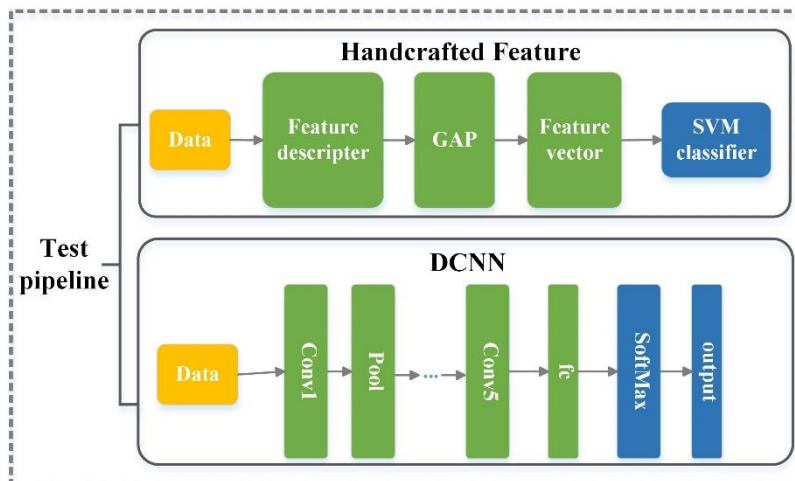 Handcrafted Feature
Data
Feature
descripter
GAP
Feature
vector
SVM
classifier
Test
pipeline
DCNN
Data
Conv1
Pool
...
Conv5
fc
SoftMax
output